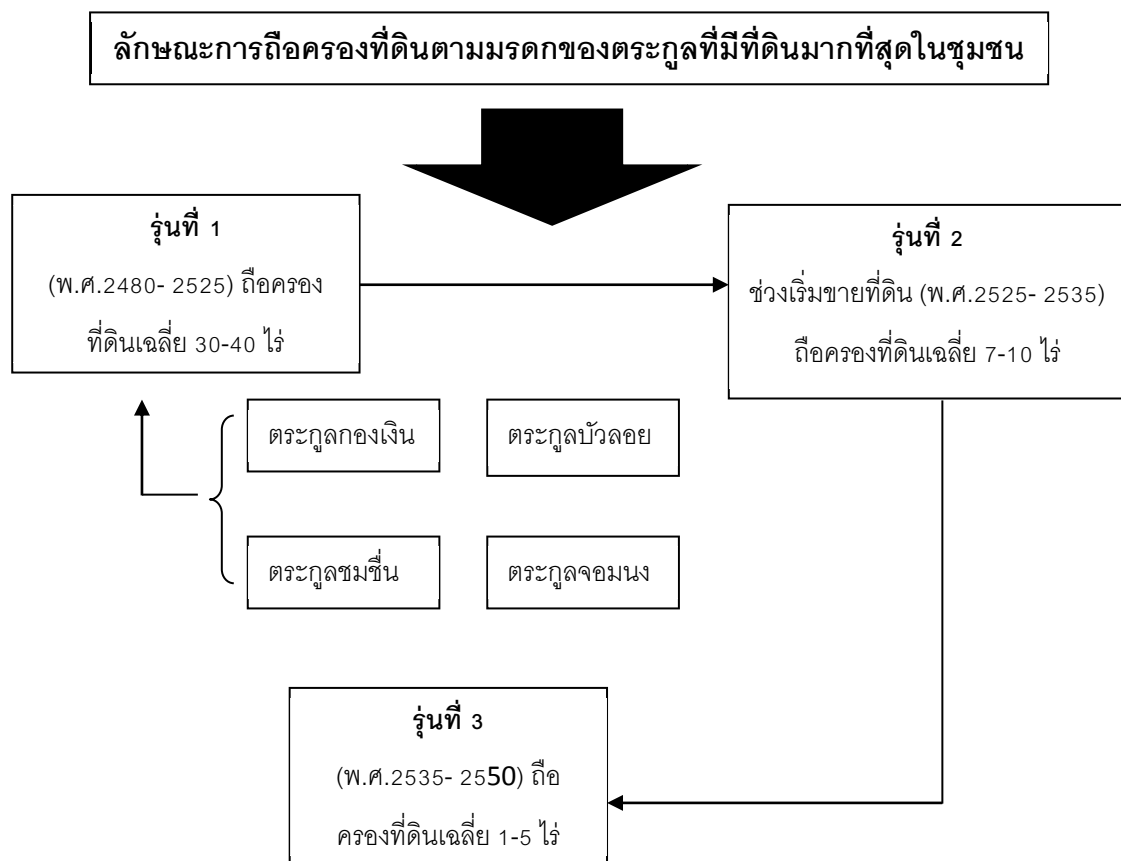 ลักษณะการถือครองที่ดินตามมรดกของตระกูลที่มีที่ดินมากที่สุดในชุมชน
รุ่นที่ 1
(พ.ศ.2480- 2525) ถือครอง
ที่ดินเฉลี่ย 30-40 ไร่
รุ่นที่ 2
ช่วงเริ่มขายที่ดิน (พ.ศ.2525- 2535)
ถือครองที่ดินเฉลี่ย 7-10 ไร่
ตระกูลกองเงิน
ตระกูลบัวลอย
ตระกูลชมชื่น
ตระกูลจอมนง
รุ่นที่ 3
(พ.ศ.2535- 2550) ถือ
ครองที่ดินเฉลี่ย 1-5 ไร่